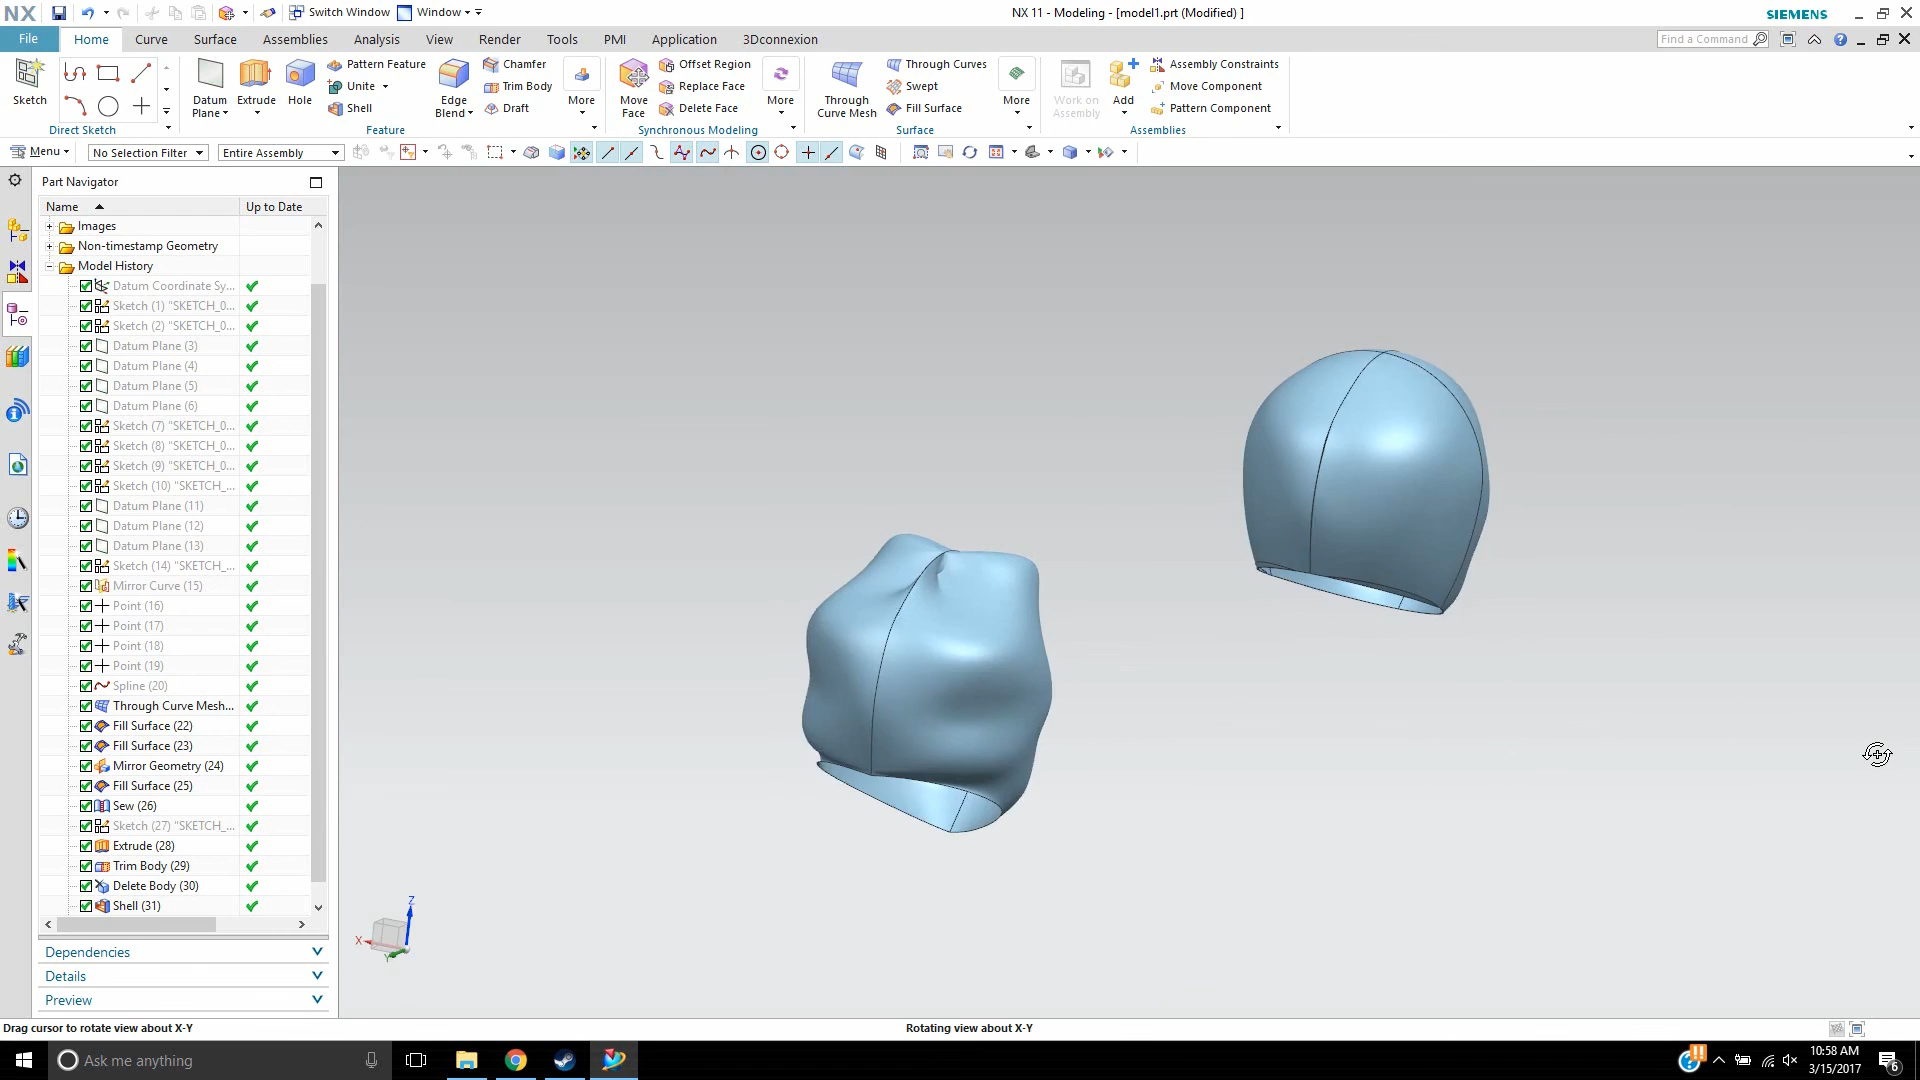 NX
Switch Window
Window
NX 11 - Modeling - [model1.prt (Modified) ]
SIEMENS
File
Home
Curve
Surface
Assemblies
Analysis
View
Render
Tools
PMI
Application
3Dconnexion
Find a Command
Sketch
Direct Sketch
Datum Plane
Extrude
Hole
Pattern Feature
Unite
Shell
Edge Blend
Chamfer
Trim Body
Draft
More
Feature
Move Face
Offset Region
Replace Face
Delete Face
More
Synchronous Modeling
Through Curve Mesh
Through Curves
Swept
Fill Surface
More
Surface
Work on Assembly
Add
Assembly Constraints
Move Component
Pattern Component
Assemblies
Menu
No Selection Filter
Entire Assembly
Part Navigator
Name
Up to Date
Images
Non-timestamp Geometry
Model History
Datum Coordinate Sy...
Sketch (1) "SKETCH_0...
Sketch (2) "SKETCH_0...
Datum Plane (3)
Datum Plane (4)
Datum Plane (5)
Datum Plane (6)
Sketch (7) "SKETCH_0...
Sketch (8) "SKETCH_0...
Sketch (9) "SKETCH_0...
Sketch (10) "SKETCH_...
Datum Plane (11)
Datum Plane (12)
Datum Plane (13)
Sketch (14) "SKETCH_...
Mirror Curve (15)
Point (16)
Point (17)
Point (18)
Point (19)
Spline (20)
Through Curve Mesh...
Fill Surface (22)
Fill Surface (23)
Mirror Geometry (24)
Fill Surface (25)
Sew (26)
Sketch (27) "SKETCH_...
Extrude (28)
Trim Body (29)
Delete Body (30)
Shell (31)
Dependencies
Details
Preview
Z
X
Y
Drag cursor to rotate view about X-Y
Rotating view about X-Y
Ask me anything
10:58 AM
3/15/2017
6